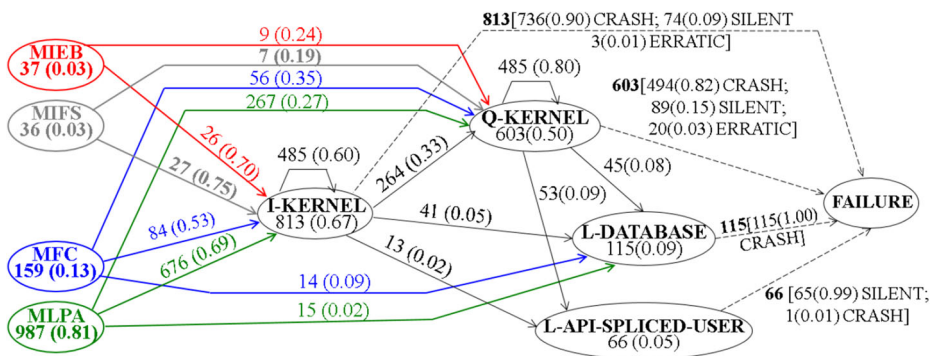 813[736(0.90) CRASH; 74(0.09) SILENT
3(0.01) ERRATIC]
9 (0.24)
MIEB
37 (0.03)
7 (0.19)
56 (0.35)
485 (0.80)
603[494(0.82) CRASH;
89(0.15) SILENT;
20(0.03) ERRATIC]
267 (0.27)
MIFS
36 (0.03)
Q-KERNEL
603(0.50)
26 (0.70)
27 (0.75)
485 (0.60)
264 (0.33)
45(0.08)
53(0.09)
I-KERNEL
813 (0.67)
FAILURE
41 (0.05)
84 (0.53)
L-DATABASE
115(0.09)
115[115(1.00)
CRASH]
13 (0.02)
676 (0.69)
MFC
159 (0.13)
14 (0.09)
15 (0.02)
66 [65(0.99) SILENT;
1(0.01) CRASH]
MLPA
987 (0.81)
L-API-SPLICED-USER
66 (0.05)